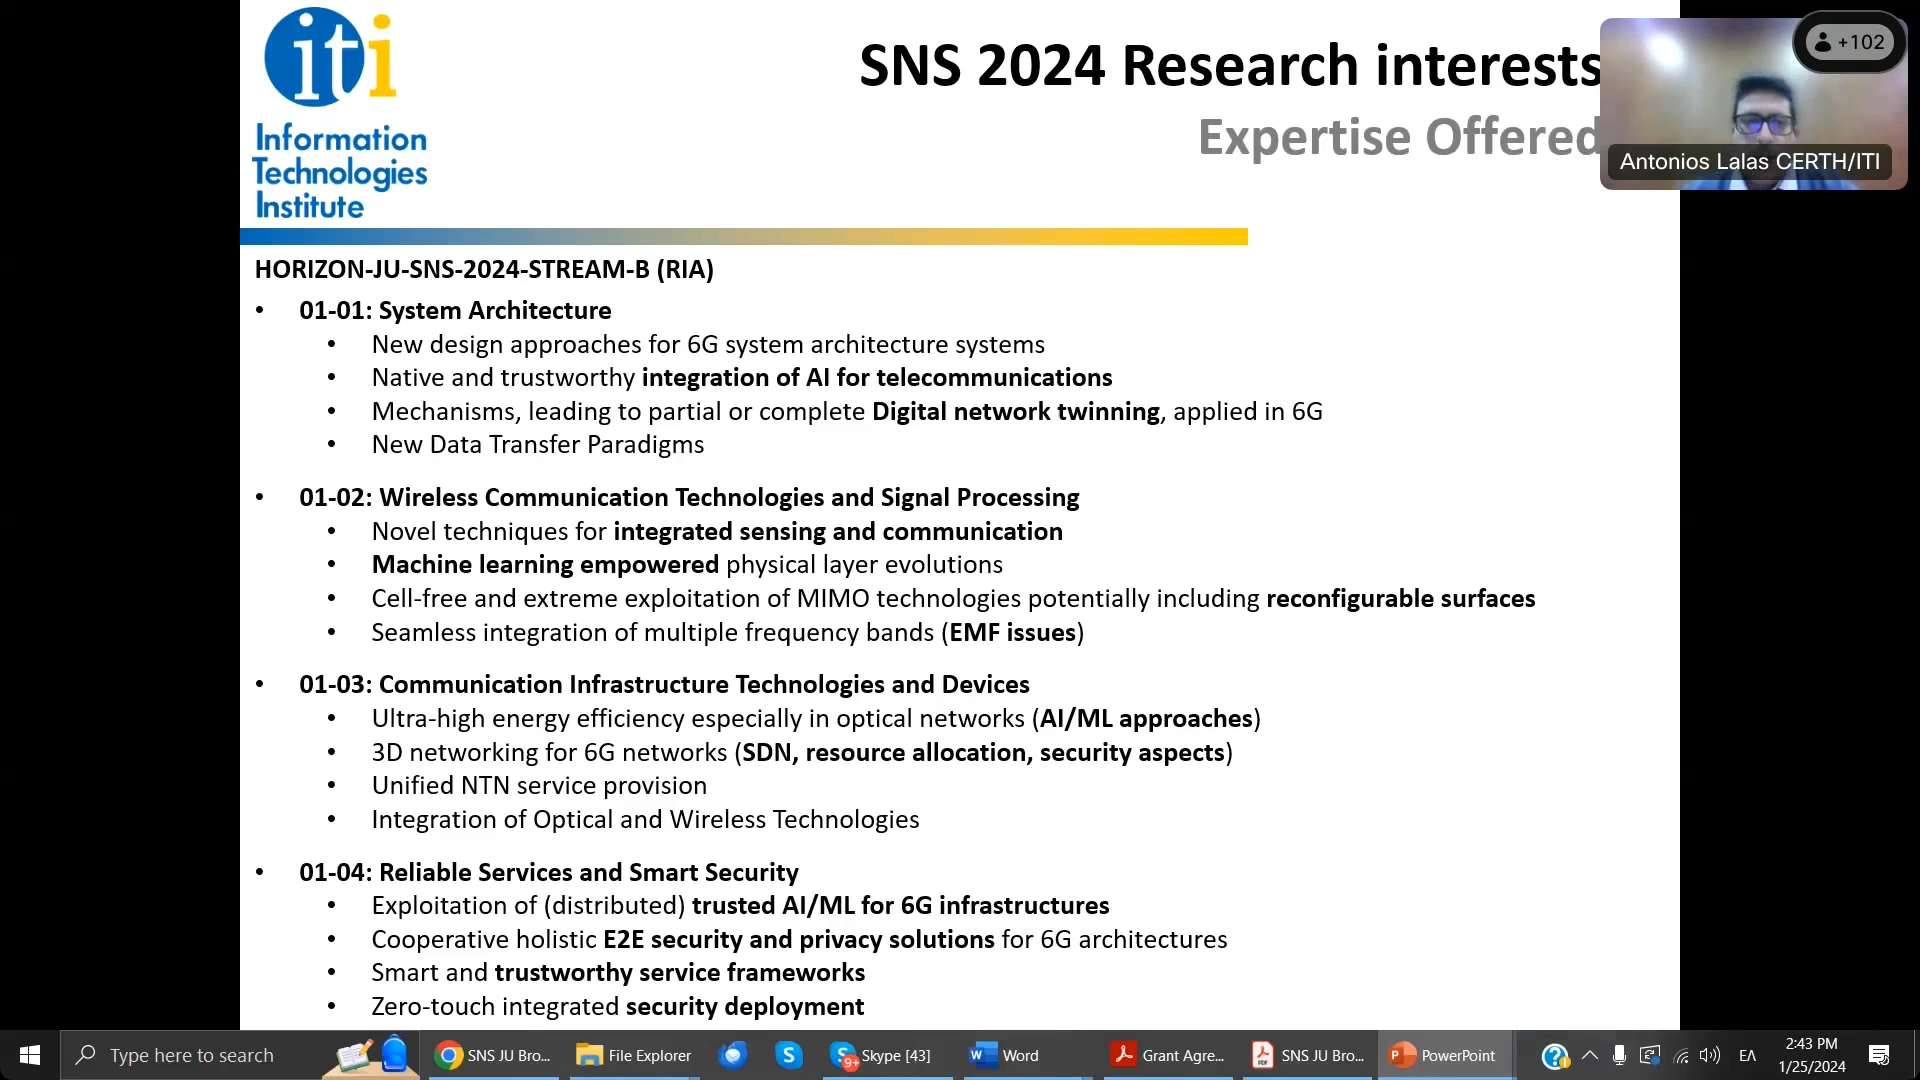 iti
Information
Technologies
Institute
SNS 2024 Research interests
Expertise Offered
+102
Antonios Lalas CERTH/ITI
HORIZON-JU-SNS-2024-STREAM-B (RIA)
• 01-01: System Architecture
• New design approaches for 6G system architecture systems
• Native and trustworthy integration of AI for telecommunications
• Mechanisms, leading to partial or complete Digital network twinning, applied in 6G
• New Data Transfer Paradigms
• 01-02: Wireless Communication Technologies and Signal Processing
• Novel techniques for integrated sensing and communication
• Machine learning empowered physical layer evolutions
• Cell-free and extreme exploitation of MIMO technologies potentially including reconfigurable surfaces
• Seamless integration of multiple frequency bands (EMF issues)
• 01-03: Communication Infrastructure Technologies and Devices
• Ultra-high energy efficiency especially in optical networks (AI/ML approaches)
• 3D networking for 6G networks (SDN, resource allocation, security aspects)
• Unified NTN service provision
• Integration of Optical and Wireless Technologies
• 01-04: Reliable Services and Smart Security
• Exploitation of (distributed) trusted AI/ML for 6G infrastructures
• Cooperative holistic E2E security and privacy solutions for 6G architectures
• Smart and trustworthy service frameworks
• Zero-touch integrated security deployment
Type here to search
SNS JU Bro...
File Explorer
Skype [43]
Word
Grant Agre...
SNS JU Bro...
PowerPoint
ΕΛ
2:43 PM
1/25/2024